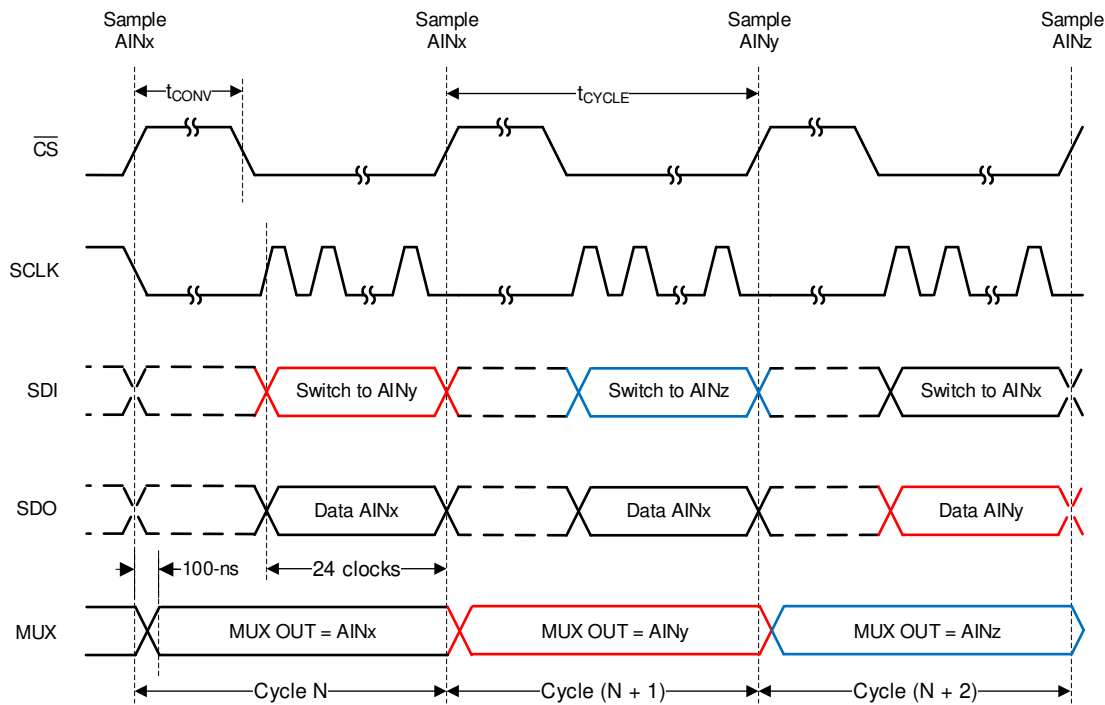 Sample
AINx
Sample
AINx
Sample
AINy
Sample
AINz
tCONV
tCYCLE
CS
SCLK
SDI
Switch to AINy
Switch to AINz
Switch to AINx
SDO
Data AINx
Data AINx
Data AINy
100-ns
24 clocks
MUX
MUX OUT = AINx
MUX OUT = AINy
MUX OUT = AINz
Cycle N
Cycle (N + 1)
Cycle (N + 2)